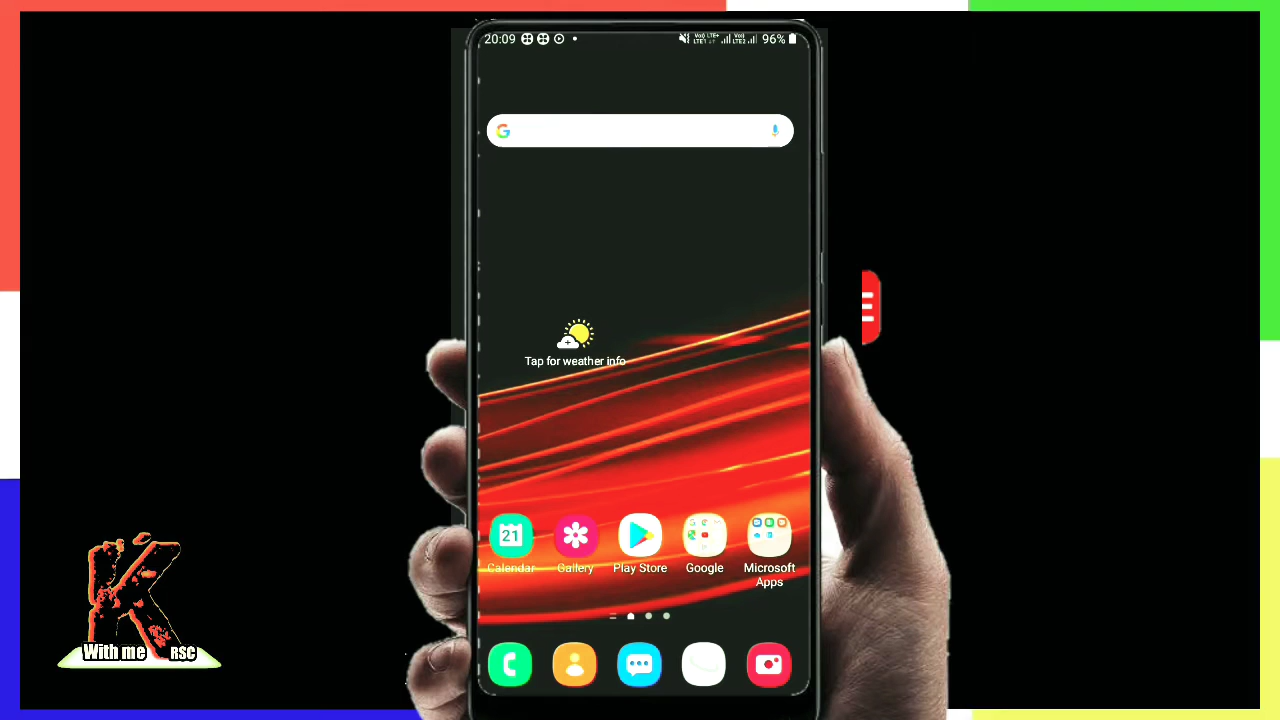 20:09
96%
Tap for weather info
21
Calendar
Gallery
Play Store
Google
Microsoft
Apps
K
With me RSC